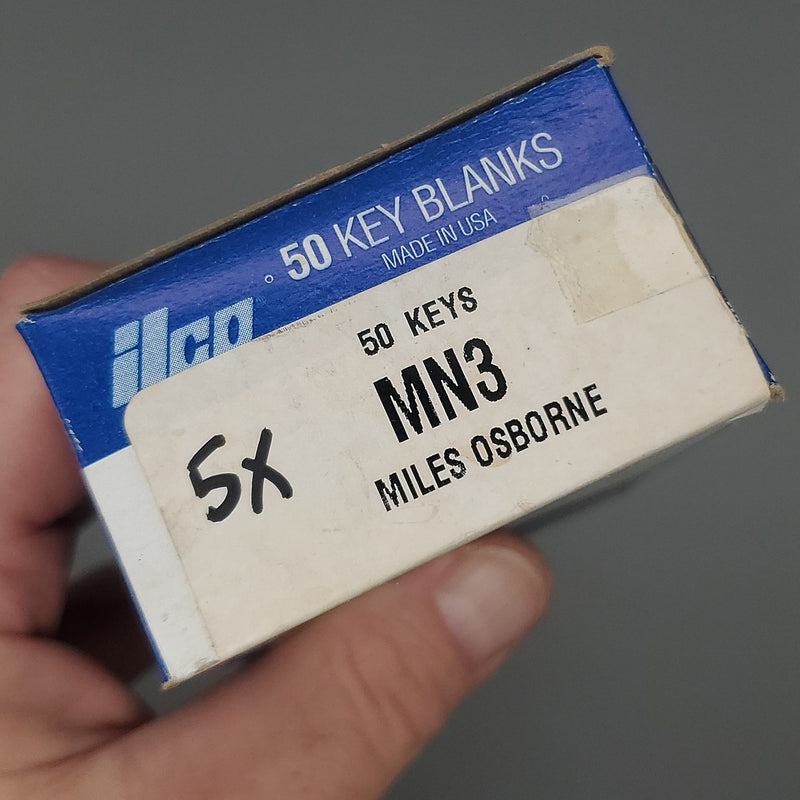 50 KEY BLANKS
MADE IN USA
ilco
50 KEYS
MN3
MILES OSBORNE
5X